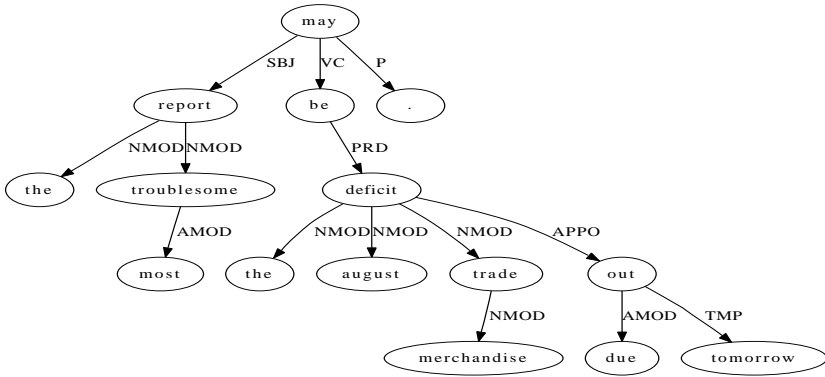 may
SBJ VC P
report be .
NMOD NMOD PRD
the troublesome deficit
AMOD NMOD NMOD NMOD APPO
most the august trade out
NMOD AMOD TMP
merchandise due tomorrow